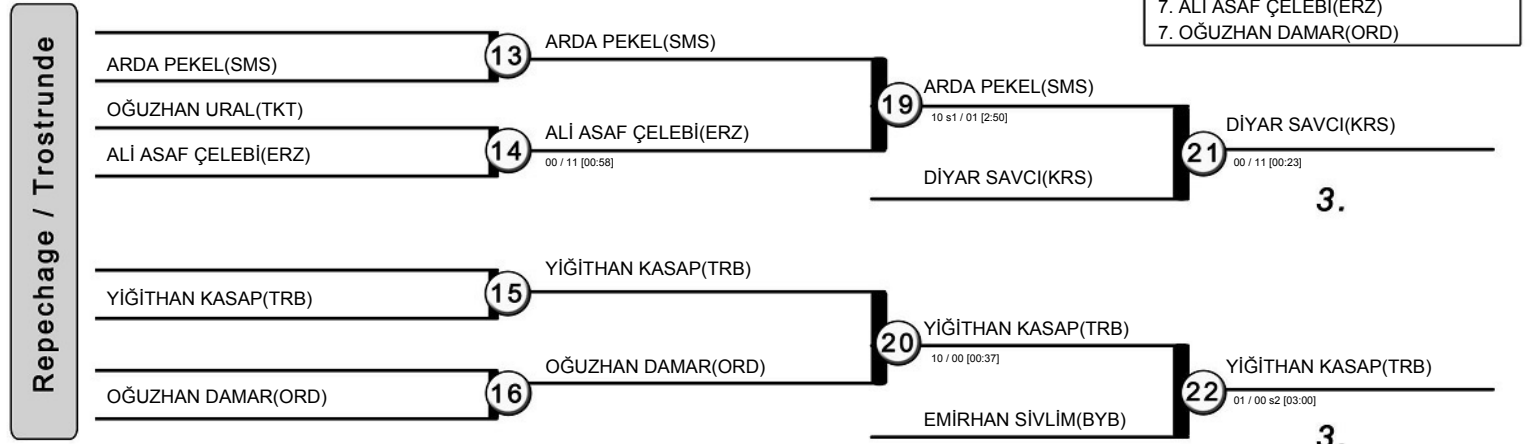 Repechage / Trostrunde
7. ALİ ASAF ÇELEBİ(ERZ)
7. OĞUZHAN DAMAR(ORD)
ARDA PEKEL(SMS)
13
ARDA PEKEL(SMS)
OĞUZHAN URAL(TKT)
ALİ ASAF ÇELEBİ(ERZ)
14
ALİ ASAF ÇELEBİ(ERZ)
00 / 11 [00:58]
19
ARDA PEKEL(SMS)
10 s1 / 01 [2:50]
DİYAR SAVCI(KRS)
21
DİYAR SAVCI(KRS)
00 / 11 [00:23]
3.
YİĞİTHAN KASAP(TRB)
15
YİĞİTHAN KASAP(TRB)
OĞUZHAN DAMAR(ORD)
16
OĞUZHAN DAMAR(ORD)
20
YİĞİTHAN KASAP(TRB)
10 / 00 [00:37]
EMİRHAN SİVLİM(BYB)
22
YİĞİTHAN KASAP(TRB)
01 / 00 s2 [03:00]
3.